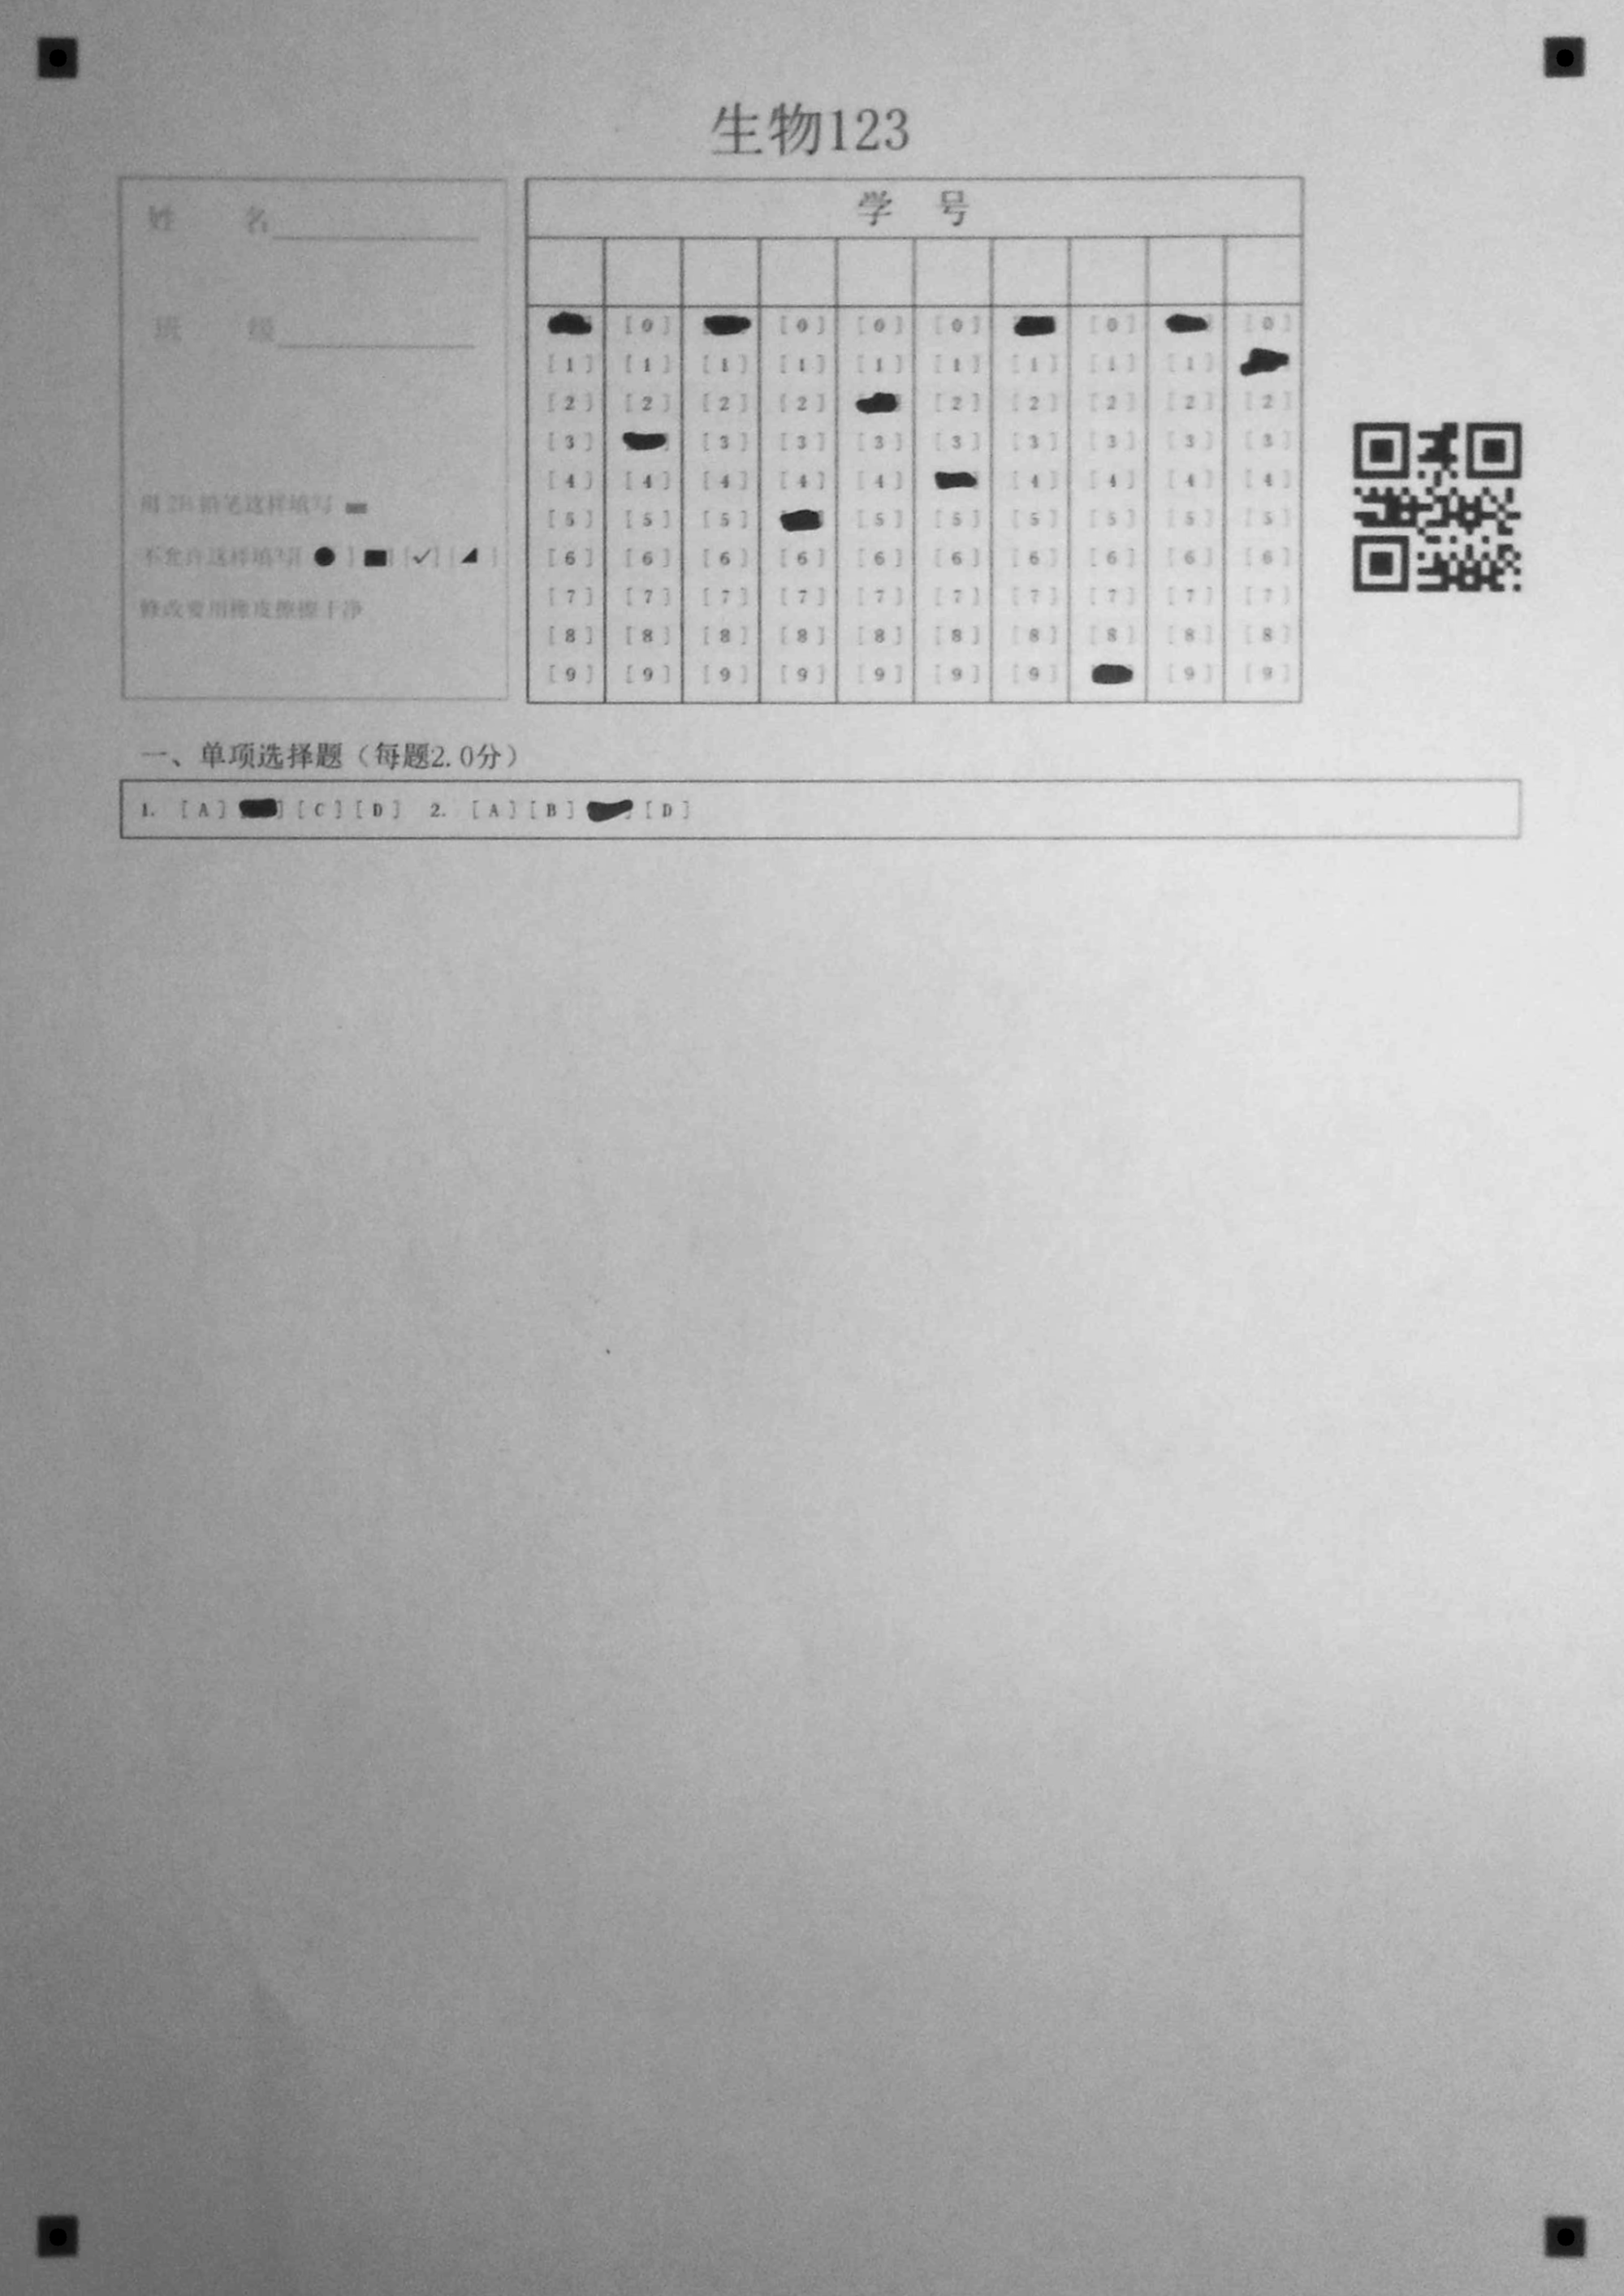 生物123
姓 名
班 级
用 2B 铅笔这样填写
不允许这样填写[ ● ] [ ■ ] [ ✓ ] [ ◢ ]
修改要用橡皮擦擦干净
学 号
[0] [0] [0] [0] [0] [0]
[1] [1] [1] [1] [1] [1] [1] [1] [1]
[2] [2] [2] [2] [2] [2] [2] [2] [2]
[3] [3] [3] [3] [3] [3] [3] [3] [3]
[4] [4] [4] [4] [4] [4] [4] [4] [4]
[5] [5] [5] [5] [5] [5] [5] [5] [5]
[6] [6] [6] [6] [6] [6] [6] [6] [6] [6]
[7] [7] [7] [7] [7] [7] [7] [7] [7] [7]
[8] [8] [8] [8] [8] [8] [8] [8] [8] [8]
[9] [9] [9] [9] [9] [9] [9] [9] [9]
一、单项选择题（每题2.0分）
1. [A] [C] [D] 2. [A] [B] [D]